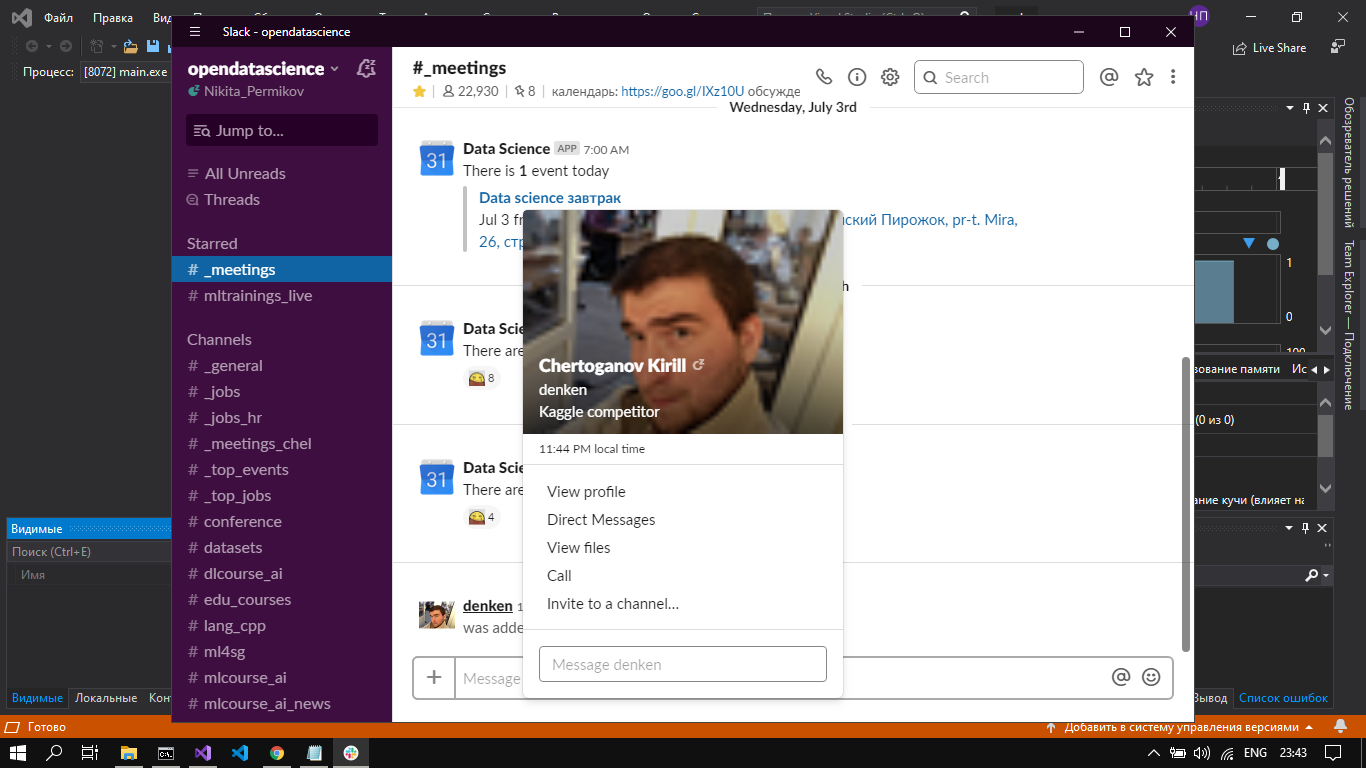 Файл Правка
НП
Live Share
Процесс: [8072] main.exe
Slack - opendatascience
opendatascience
Nikita_Permikov
Jump to...
All Unreads
Threads
Starred
# _meetings
# mltrainings_live
Channels
# _general
# _jobs
# _jobs_hr
# _meetings_chel
# _top_events
# _top_jobs
# conference
# datasets
# dlcourse_ai
# edu_courses
# lang_cpp
# ml4sg
# mlcourse_ai
# mlcourse_ai_news
#_meetings
22,930 | 8 | календарь: https://goo.gl/IXz10U обсужде
Search
Wednesday, July 3rd
31
Data Science APP 7:00 AM
There is 1 event today
Data science завтрак
Jul 3 fr
нский Пирожок, pr-t. Mira,
26, стр
h
31
Data Scie
There are
8
31
Data Scie
There are
4
denken 1
was adde
Message
Chertoganov Kirill
denken
Kaggle competitor
11:44 PM local time
View profile
Direct Messages
View files
Call
Invite to a channel...
Message denken
Обозреватель решений
Team Explorer — Подключение
1
0
100
зование памяти Ис
(0 из 0)
ание кучи (влияет на
Видимые
Поиск (Ctrl+E)
Имя
Видимые Локальные Конт
Вывод Список ошибок
Готово
Добавить в систему управления версиями
ENG 23:43